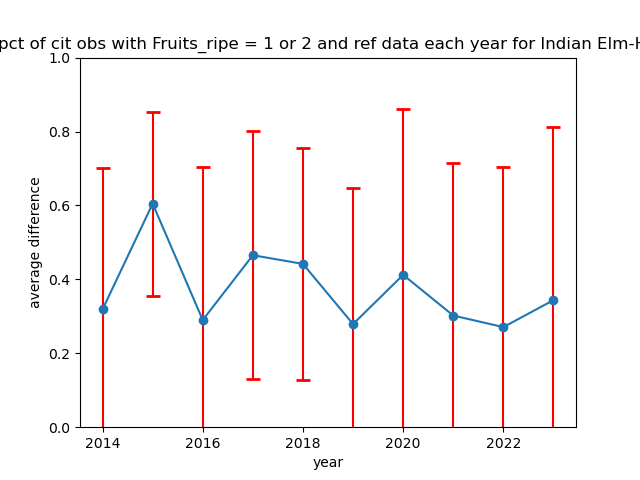 pct of cit obs with Fruits_ripe = 1 or 2 and ref data each year for Indian Elm-
1.0
0.8
0.6
0.4
0.2
0.0
average difference
2014 2016 2018 2020 2022
year